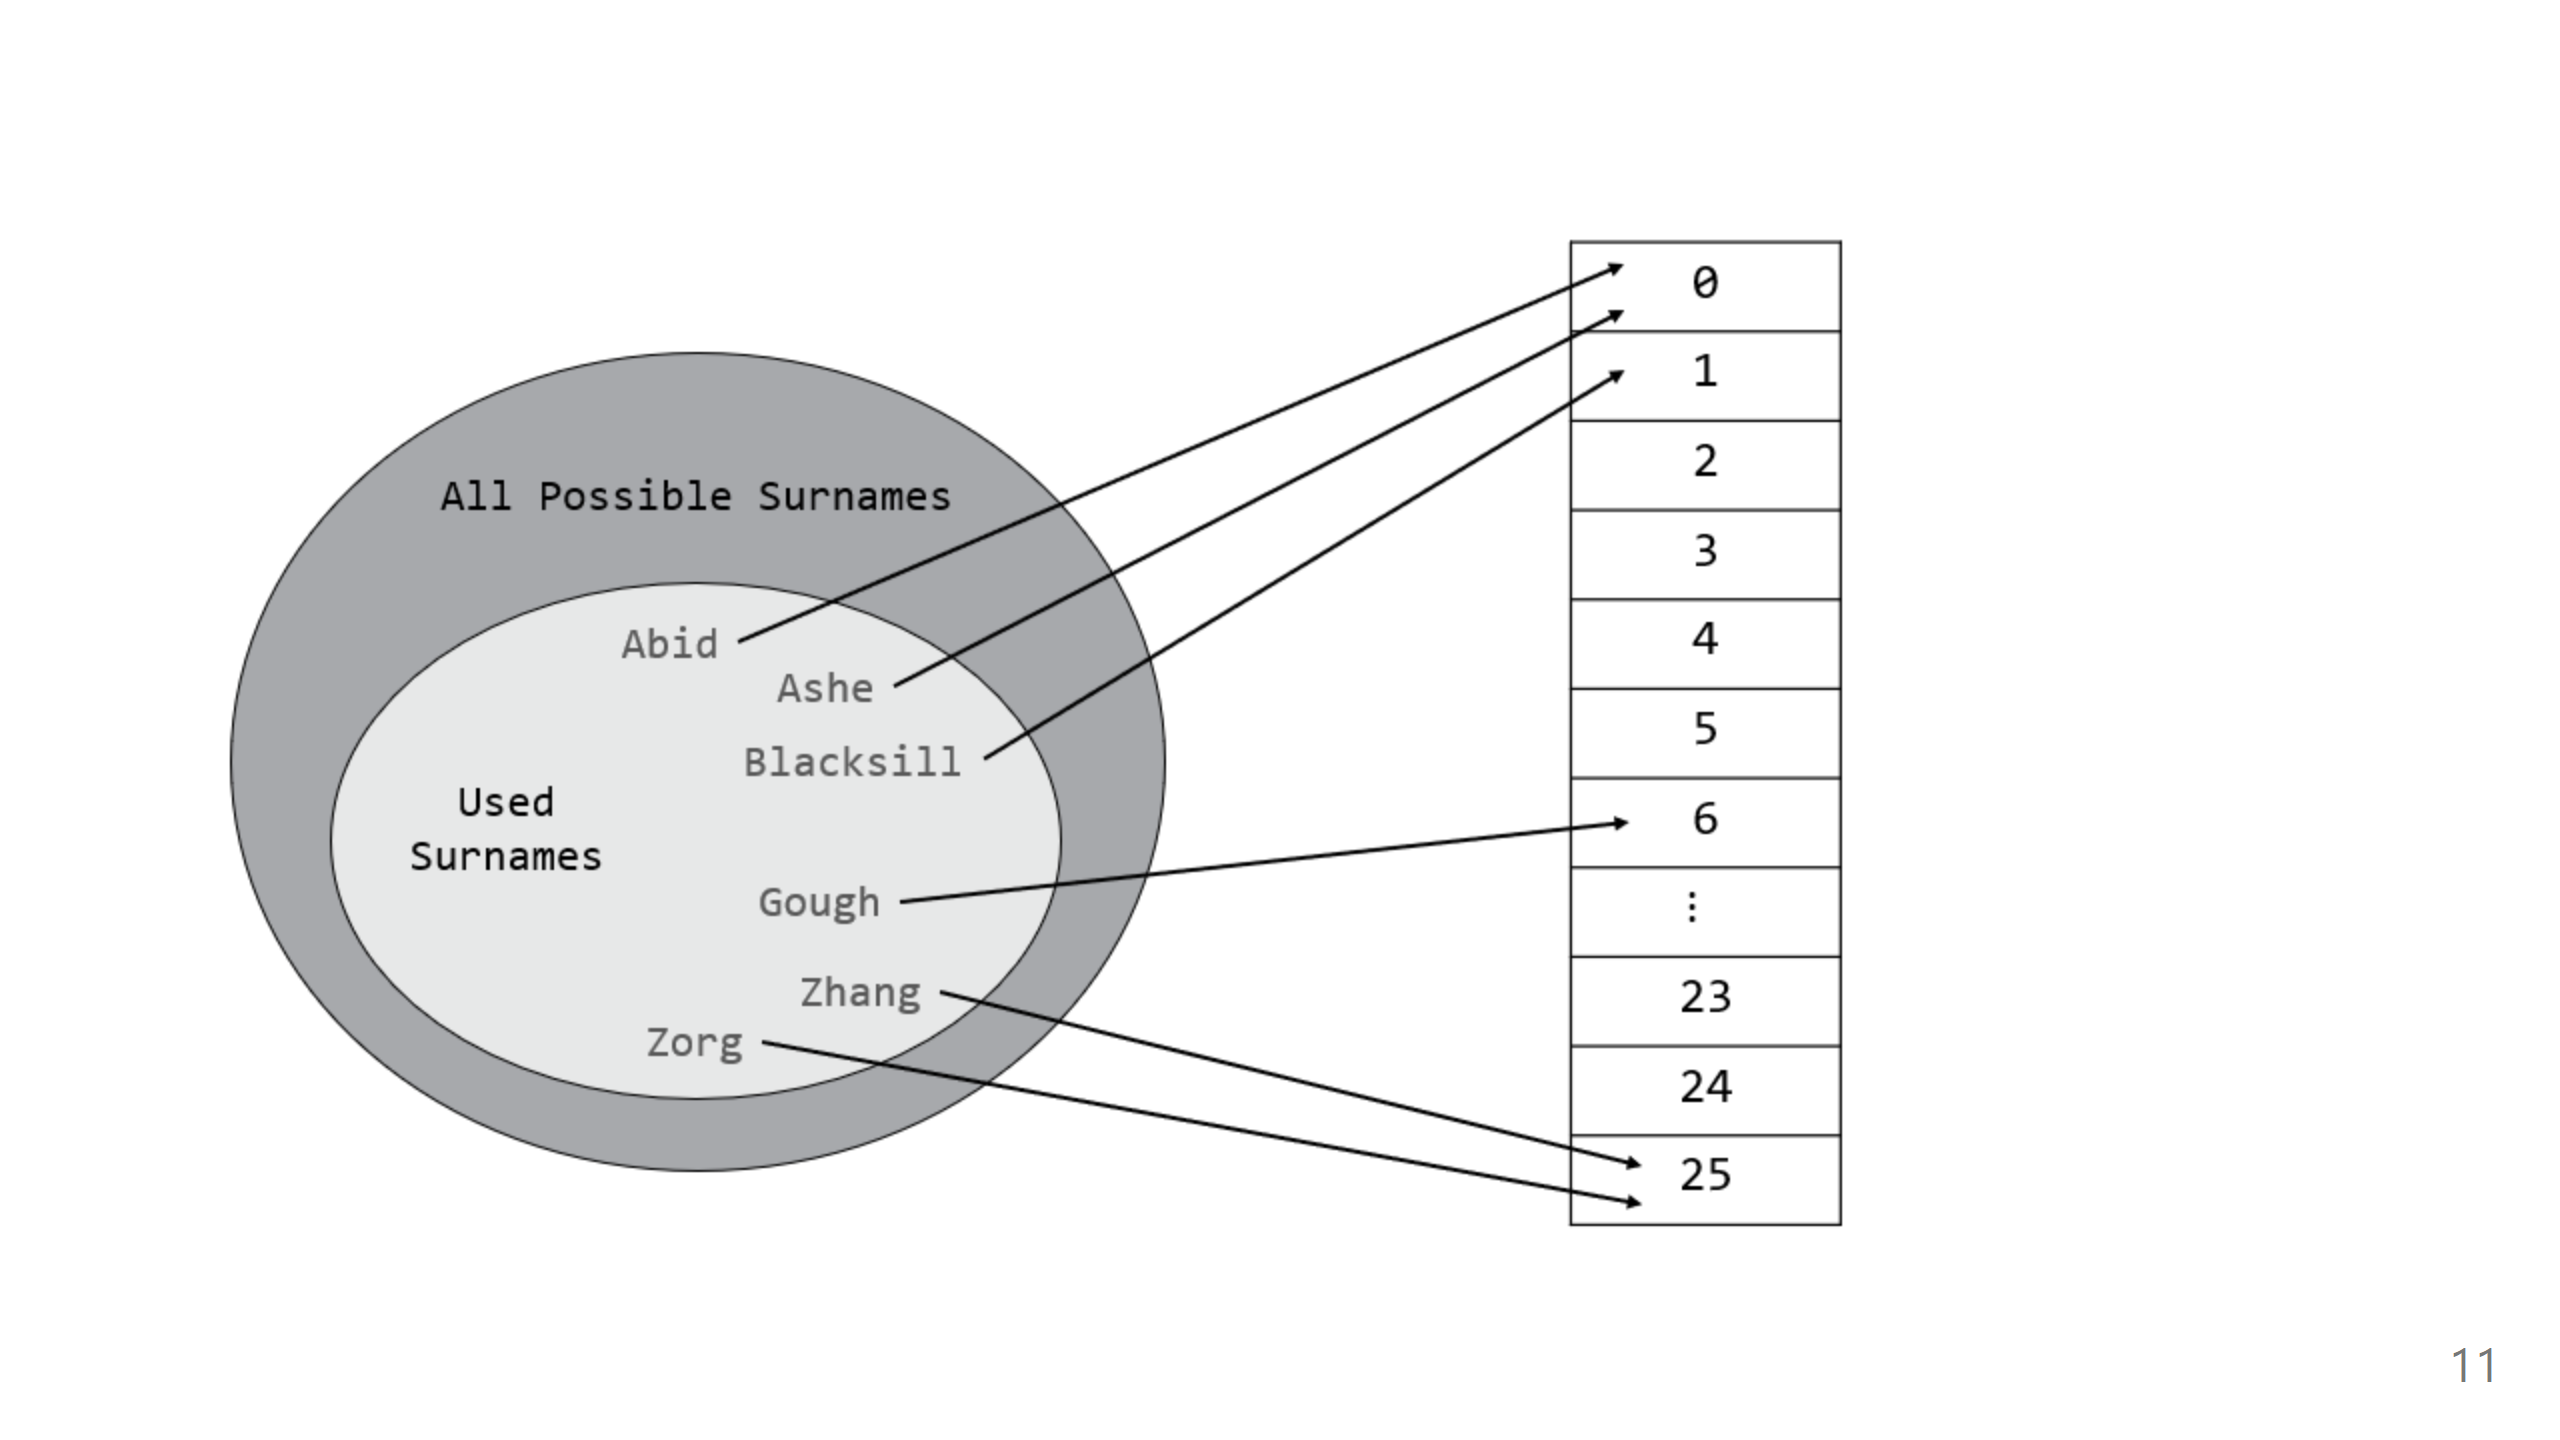 All Possible Surnames
Abid
Ashe
Blacksill
Used
Surnames
Gough
Zhang
Zorg
0
1
2
3
4
5
6
⋮
23
24
25
11